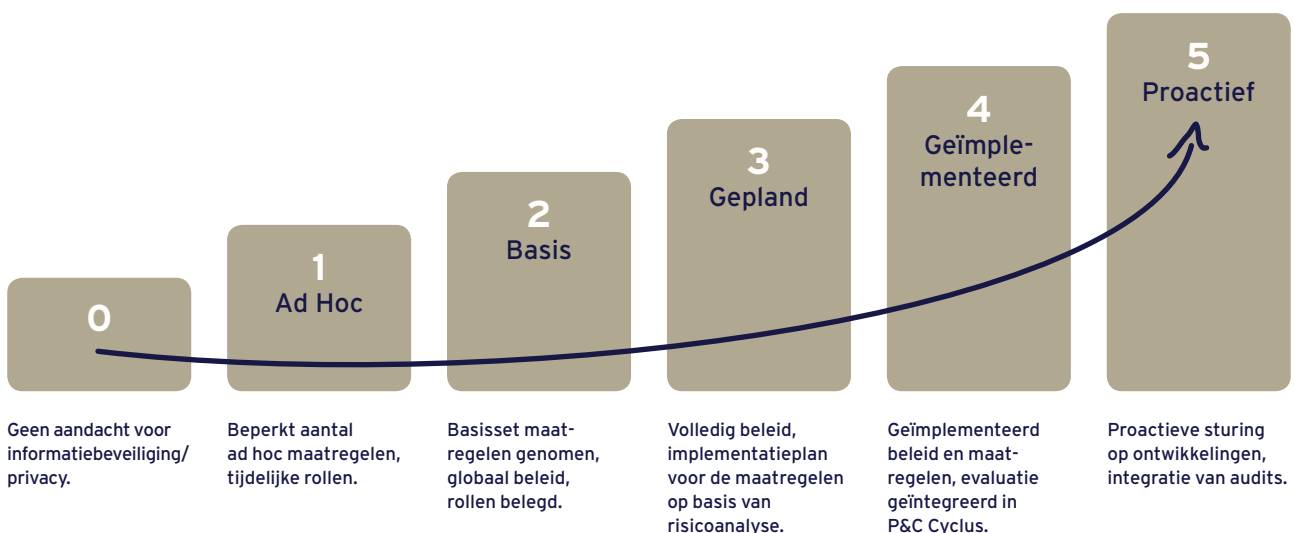 0
Geen aandacht voor
informatiebeveiliging/
privacy.
1
Ad Hoc
Beperkt aantal
ad hoc maatregelen,
tijdelijke rollen.
2
Basis
Basisset maat-
regelen genomen,
globaal beleid,
rollen belegd.
3
Gepland
Volledig beleid,
implementatieplan
voor de maatregelen
op basis van
risicoanalyse.
4
Geïmple-
menteerd
Geïmplementeerd
beleid en maat-
regelen, evaluatie
geïntegreerd in
P&C Cyclus.
5
Proactief
Proactieve sturing
op ontwikkelingen,
integratie van audits.